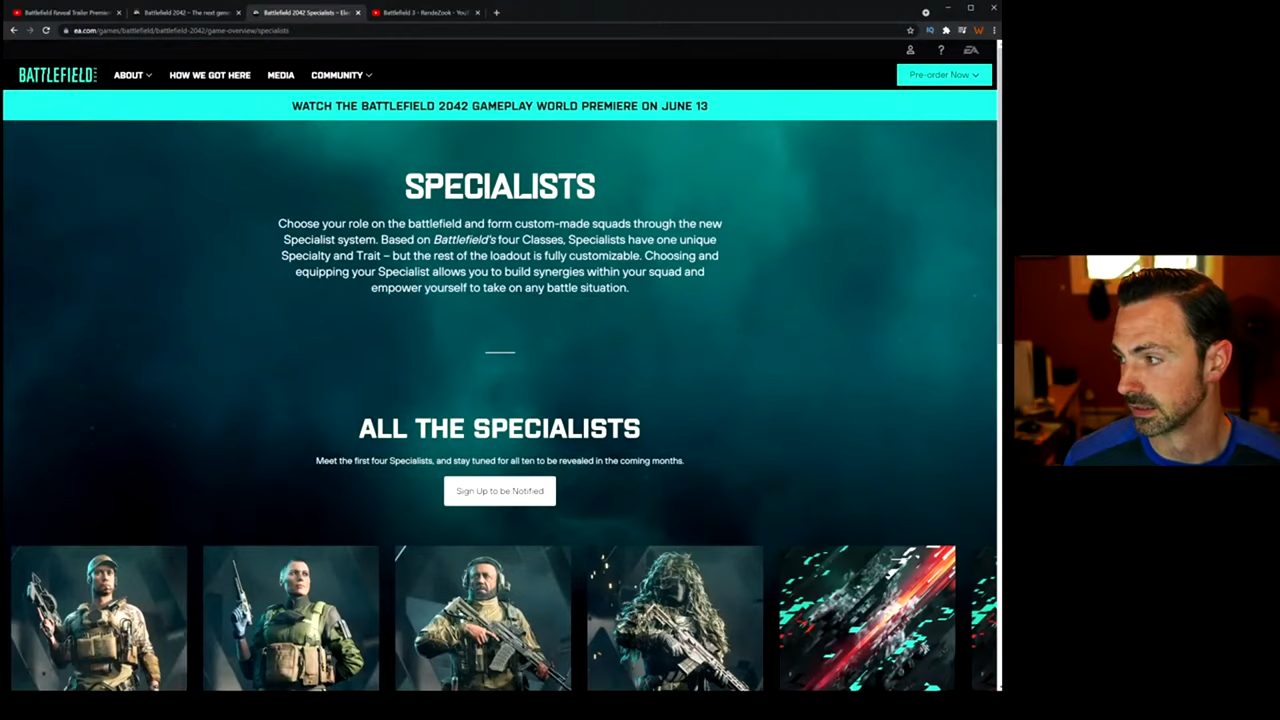 Battlefield Reveal Trailer Premier
Battlefield 2042 – The next gene
Battlefield 2042 Specialists – Ele
Battlefield 3 - RendeZook - YouT
ea.com/games/battlefield/battlefield-2042/game-overview/specialists
IQ
W
?
EA
BATTLEFIELD
ABOUT
HOW WE GOT HERE
MEDIA
COMMUNITY
Pre-order Now
WATCH THE BATTLEFIELD 2042 GAMEPLAY WORLD PREMIERE ON JUNE 13
SPECIALISTS
Choose your role on the battlefield and form custom-made squads through the new
Specialist system. Based on Battlefield's four Classes, Specialists have one unique
Specialty and Trait – but the rest of the loadout is fully customizable. Choosing and
equipping your Specialist allows you to build synergies within your squad and
empower yourself to take on any battle situation.
ALL THE SPECIALISTS
Meet the first four Specialists, and stay tuned for all ten to be revealed in the coming months.
Sign Up to be Notified